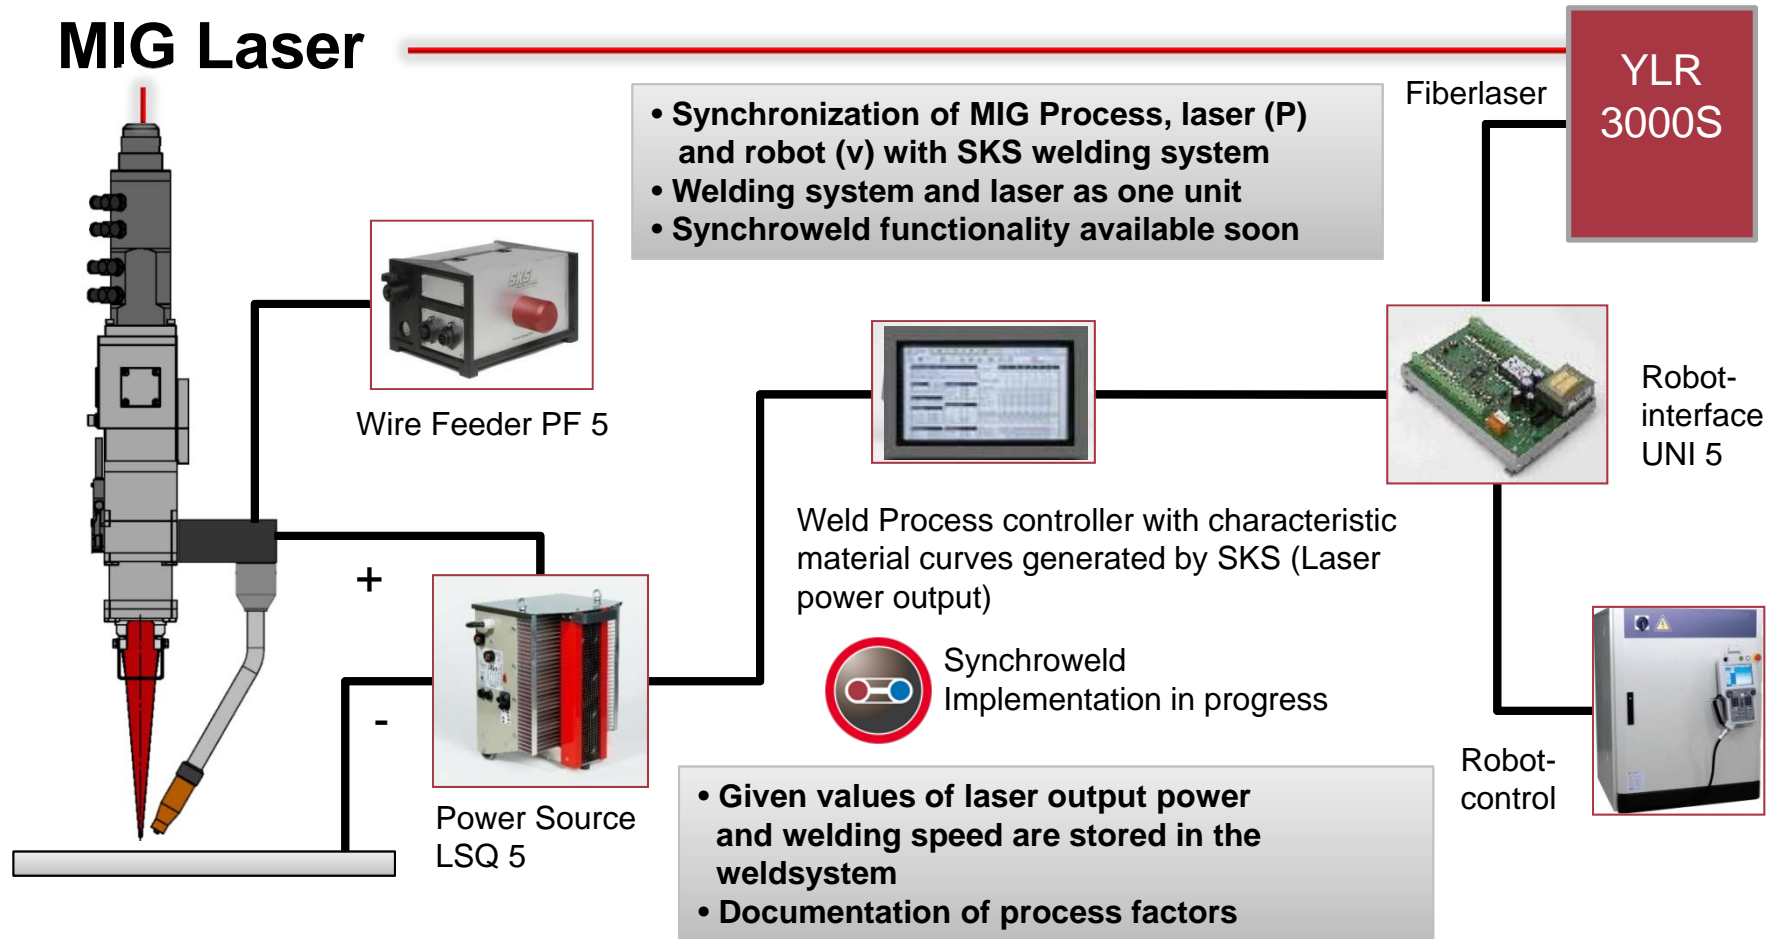 MIG Laser
YLR
3000S
Fiberlaser
• Synchronization of MIG Process, laser (P)
and robot (v) with SKS welding system
• Welding system and laser as one unit
• Synchroweld functionality available soon
SKS
Wire Feeder PF 5
Robot-
interface
UNI 5
Weld Process controller with characteristic
material curves generated by SKS (Laser
power output)
+
-
Synchroweld
Implementation in progress
Power Source
LSQ 5
Robot-
control
• Given values of laser output power
and welding speed are stored in the
weldsystem
• Documentation of process factors